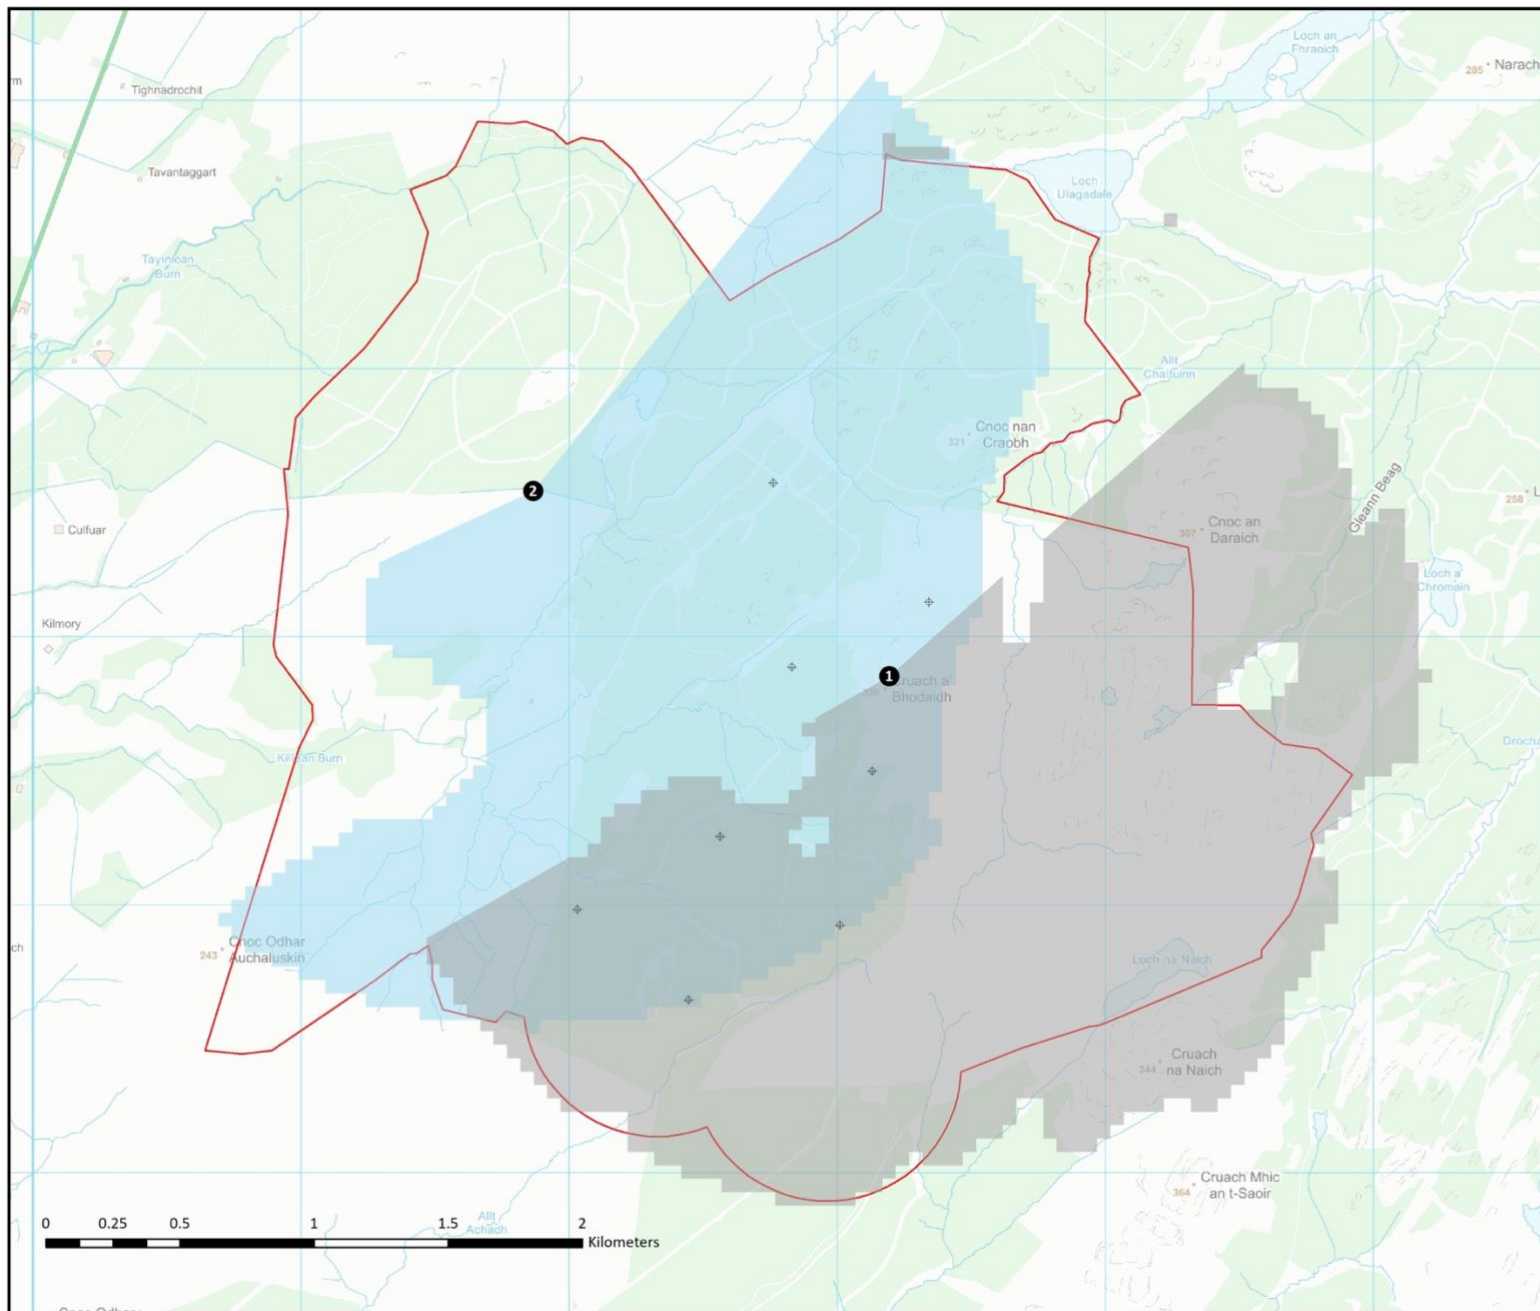 Loch an
Fhraoich
285
Narach
Tighnadrochit
Tavantaggart
Loch
Ulagadale
Tayinloan
Burn
Allt
Chalfuinn
Cnoc nan
Craobh
321
2
258
Gleann Beag
307
Cnoc an
Daraich
Culfuar
Loch a'
Chromain
Kilmory
1
Cruach a'
Bhodaidh
Killean Burn
Cnoc Odhar
Auchaluskin
243
ch
Loch na Naich
Cruach
na Naich
344
Cruach Mhic
an t-Saoir
364
Allt
Achadh
0 0.25 0.5 1 1.5 2
Kilometers